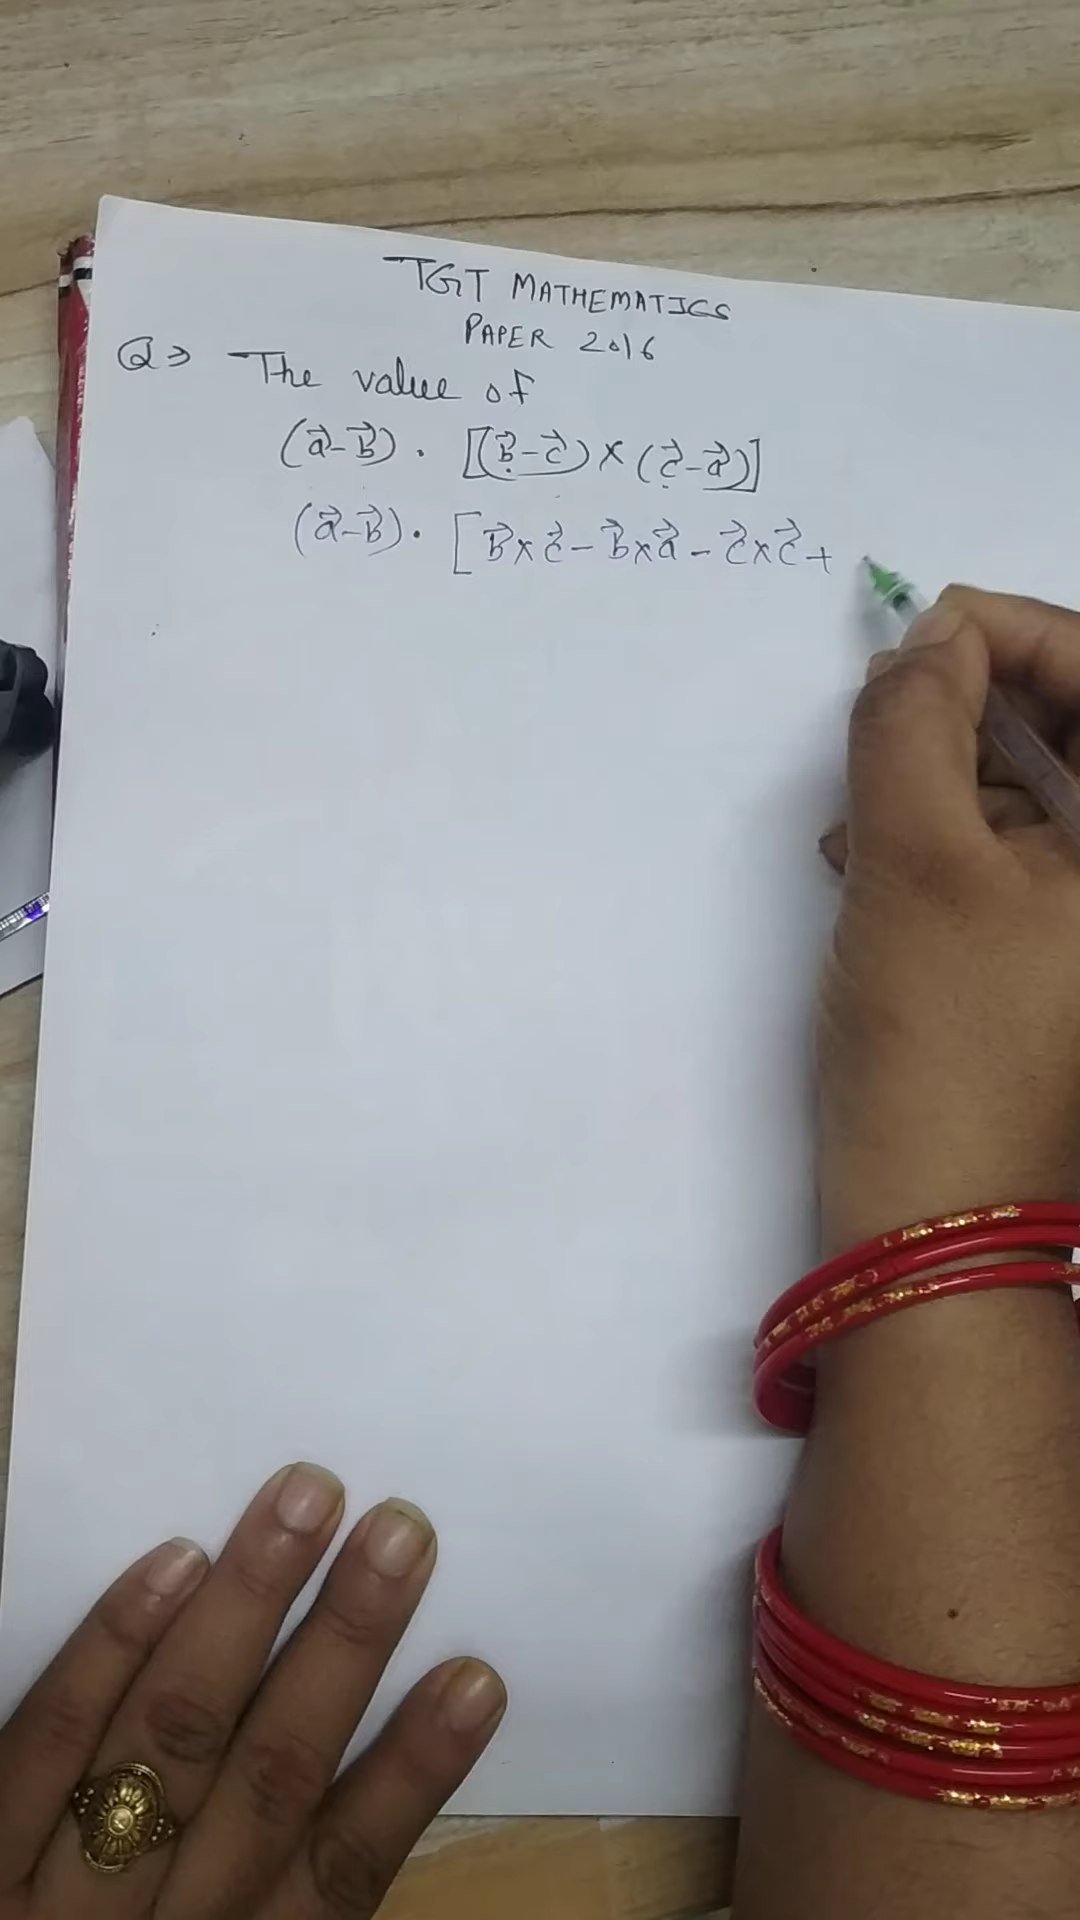 TGT MATHEMATICS
PAPER 2016
Q⇒ The value of
(a⃗-b⃗) . [(b⃗-c⃗)×(c⃗-a⃗)]
(a⃗-b⃗) . [b⃗×c⃗-b⃗×a⃗-c⃗×c⃗+